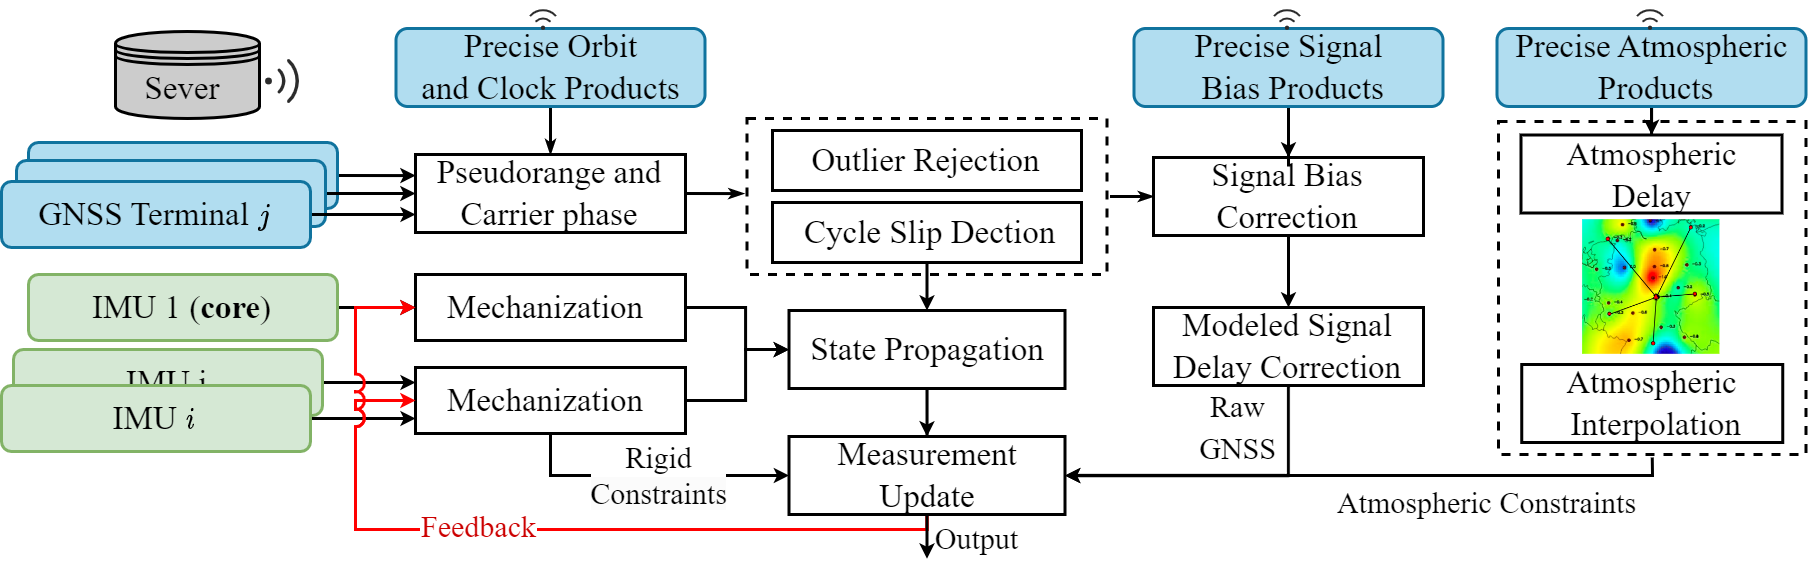 Sever
Precise Orbit
and Clock Products
Precise Signal
Bias Products
Precise Atmospheric
Products
GNSS Terminal j
Pseudorange and
Carrier phase
Outlier Rejection
Cycle Slip Dection
Signal Bias
Correction
Atmospheric
Delay
IMU 1 (core)
Mechanization
IMU i
IMU i
Mechanization
State Propagation
Modeled Signal
Delay Correction
Atmospheric
Interpolation
Raw
GNSS
Rigid
Constraints
Measurement
Update
Atmospheric Constraints
Feedback
Output